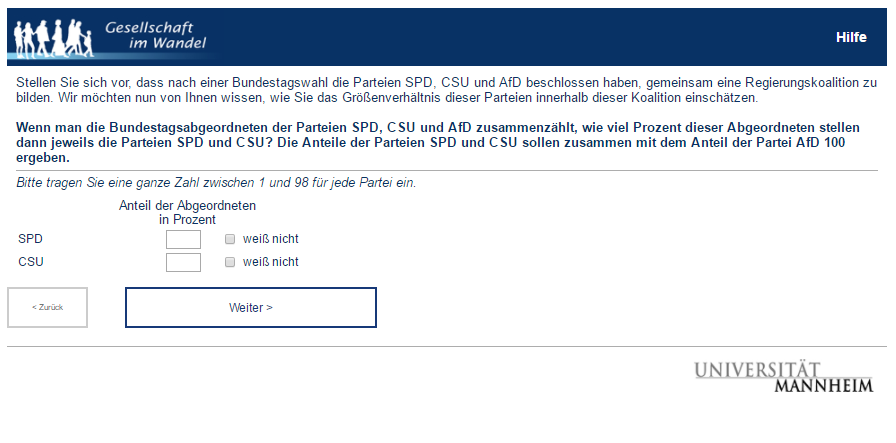 Gesellschaft
im Wandel
Hilfe
Stellen Sie sich vor, dass nach einer Bundestagswahl die Parteien SPD, CSU und AfD beschlossen haben, gemeinsam eine Regierungskoalition zu
bilden. Wir möchten nun von Ihnen wissen, wie Sie das Größenverhältnis dieser Parteien innerhalb dieser Koalition einschätzen.
Wenn man die Bundestagsabgeordneten der Parteien SPD, CSU und AfD zusammenzählt, wie viel Prozent dieser Abgeordneten stellen
dann jeweils die Parteien SPD und CSU? Die Anteile der Parteien SPD und CSU sollen zusammen mit dem Anteil der Partei AfD 100
ergeben.
Bitte tragen Sie eine ganze Zahl zwischen 1 und 98 für jede Partei ein.
Anteil der Abgeordneten
in Prozent
SPD weiß nicht
CSU weiß nicht
< Zurück Weiter >
UNIVERSITÄT
MANNHEIM